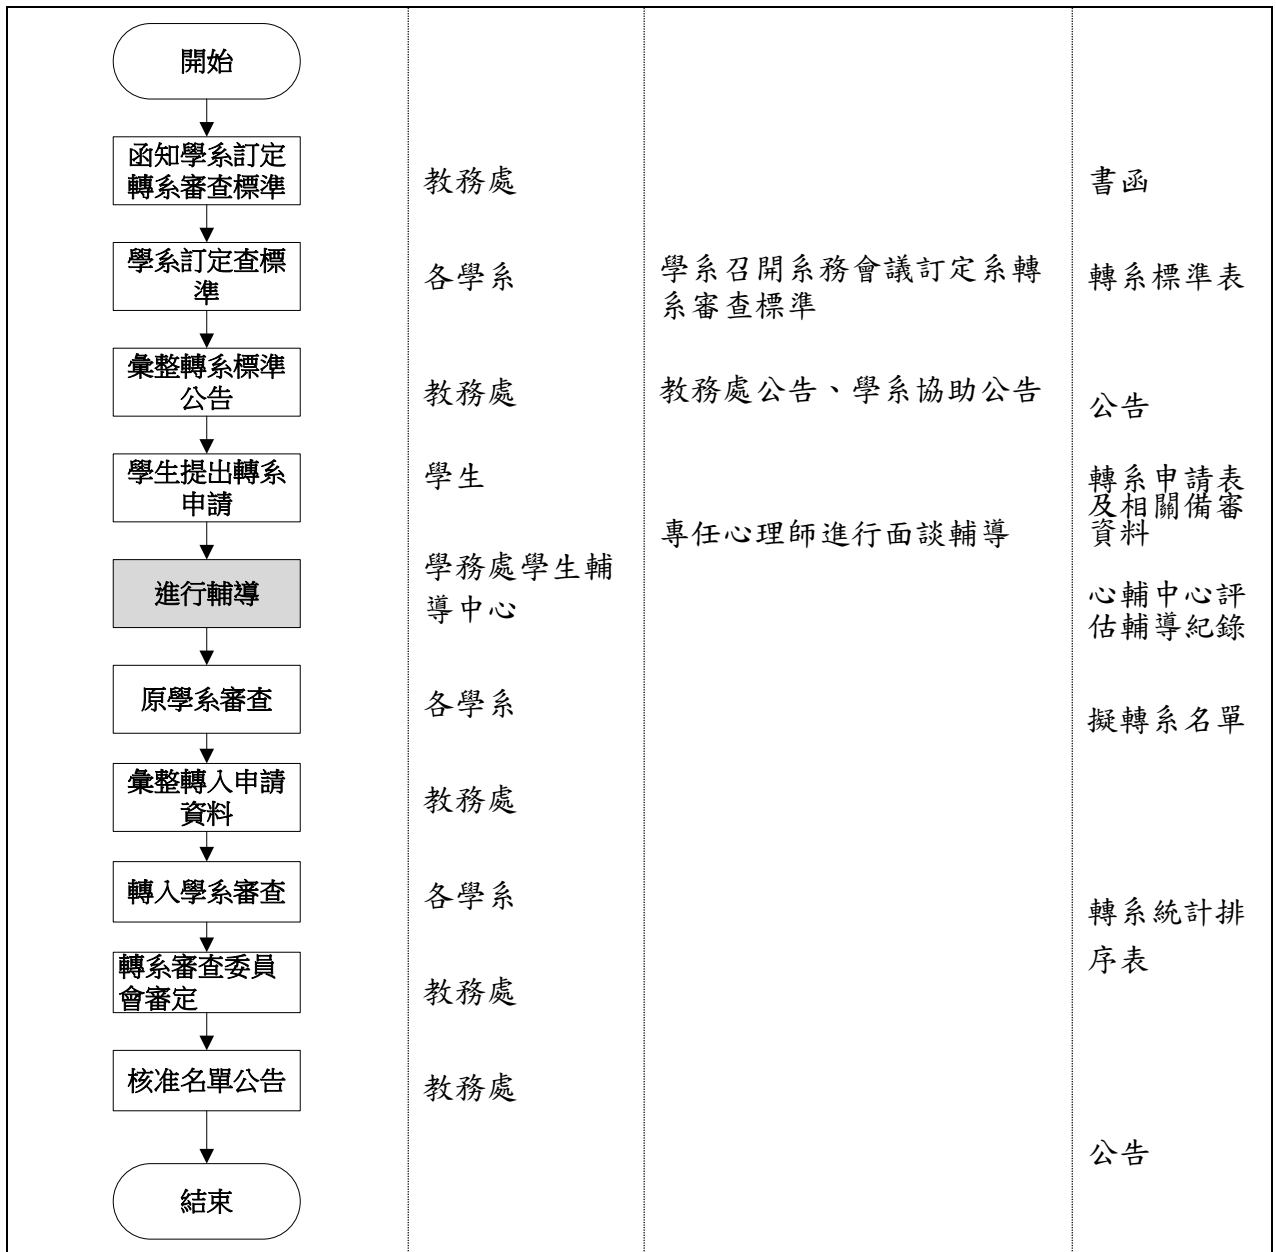 開始
函知學系訂定
轉系審查標準
教務處
書函
學系訂定查標
準
各學系
學系召開系務會議訂定系轉
系審查標準
轉系標準表
彙整轉系標準
公告
教務處
教務處公告、學系協助公告
公告
學生提出轉系
申請
學生
專任心理師進行面談輔導
轉系申請表
及相關備審
資料
進行輔導
學務處學生輔
導中心
心輔中心評
估輔導紀錄
原學系審查
各學系
擬轉系名單
彙整轉入申請
資料
教務處
轉入學系審查
各學系
轉系統計排
序表
轉系審查委員
會審定
教務處
核准名單公告
教務處
公告
結束